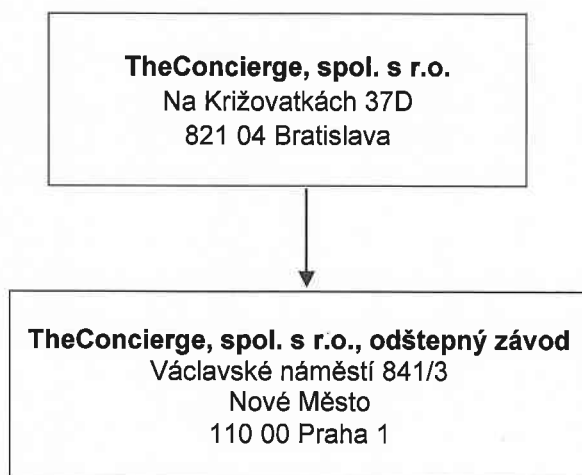 TheConcierge, spol. s r.o.
Na Križovatkách 37D
821 04 Bratislava
TheConcierge, spol. s r.o., odštepný závod
Václavské náměstí 841/3
Nové Město
110 00 Praha 1